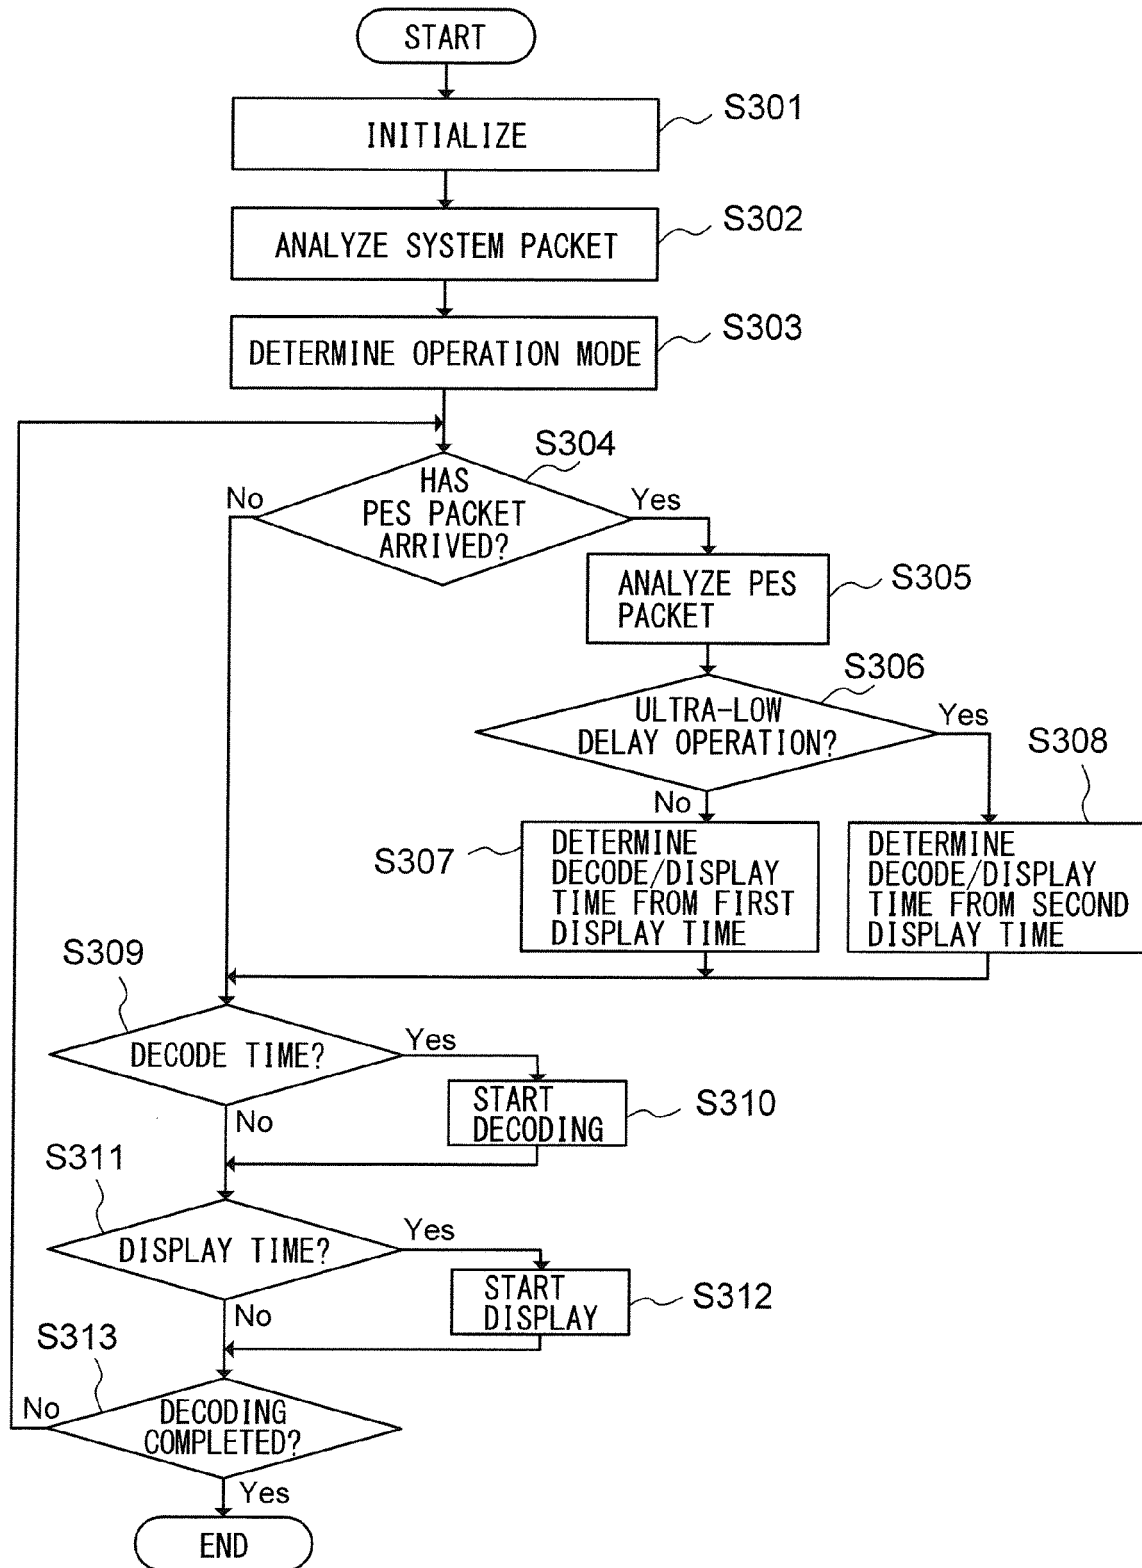 START
S301
INITIALIZE
S302
ANALYZE SYSTEM PACKET
S303
DETERMINE OPERATION MODE
S304
HAS
PES PACKET
ARRIVED?
No
Yes
ANALYZE PES
PACKET
S305
S306
ULTRA-LOW
DELAY OPERATION?
Yes
No
S308
S307
DETERMINE
DECODE/DISPLAY
TIME FROM FIRST
DISPLAY TIME
DETERMINE
DECODE/DISPLAY
TIME FROM SECOND
DISPLAY TIME
S309
DECODE TIME?
Yes
No
START
DECODING
S310
S311
DISPLAY TIME?
Yes
No
START
DISPLAY
S312
S313
DECODING
COMPLETED?
No
Yes
END